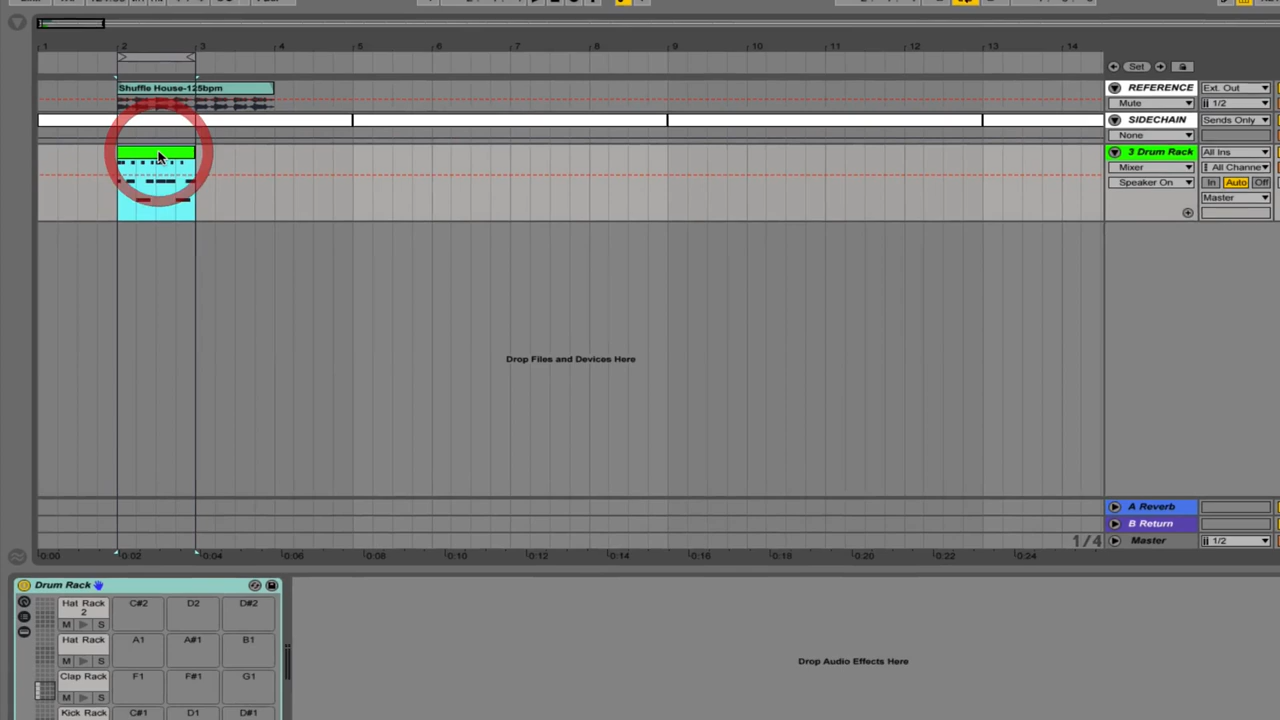 1 2 3 4 5 6 7 8 9 10 11 12 13 14
Set
Shuffle House-125bpm
REFERENCE Ext. Out
Mute 1/2
SIDECHAIN Sends Only
None
3 Drum Rack All Ins
Mixer All Channe
Speaker On In Auto Off
Master
Drop Files and Devices Here
A Reverb
B Return
1/4 Master 1/2
0:00 0:02 0:04 0:06 0:08 0:10 0:12 0:14 0:16 0:18 0:20 0:22 0:24
Drum Rack
Hat Rack 2 C#2 D2 D#2
M S
Hat Rack A1 A#1 B1
M S
Drop Audio Effects Here
Clap Rack F1 F#1 G1
M S
Kick Rack C#1 D1 D#1